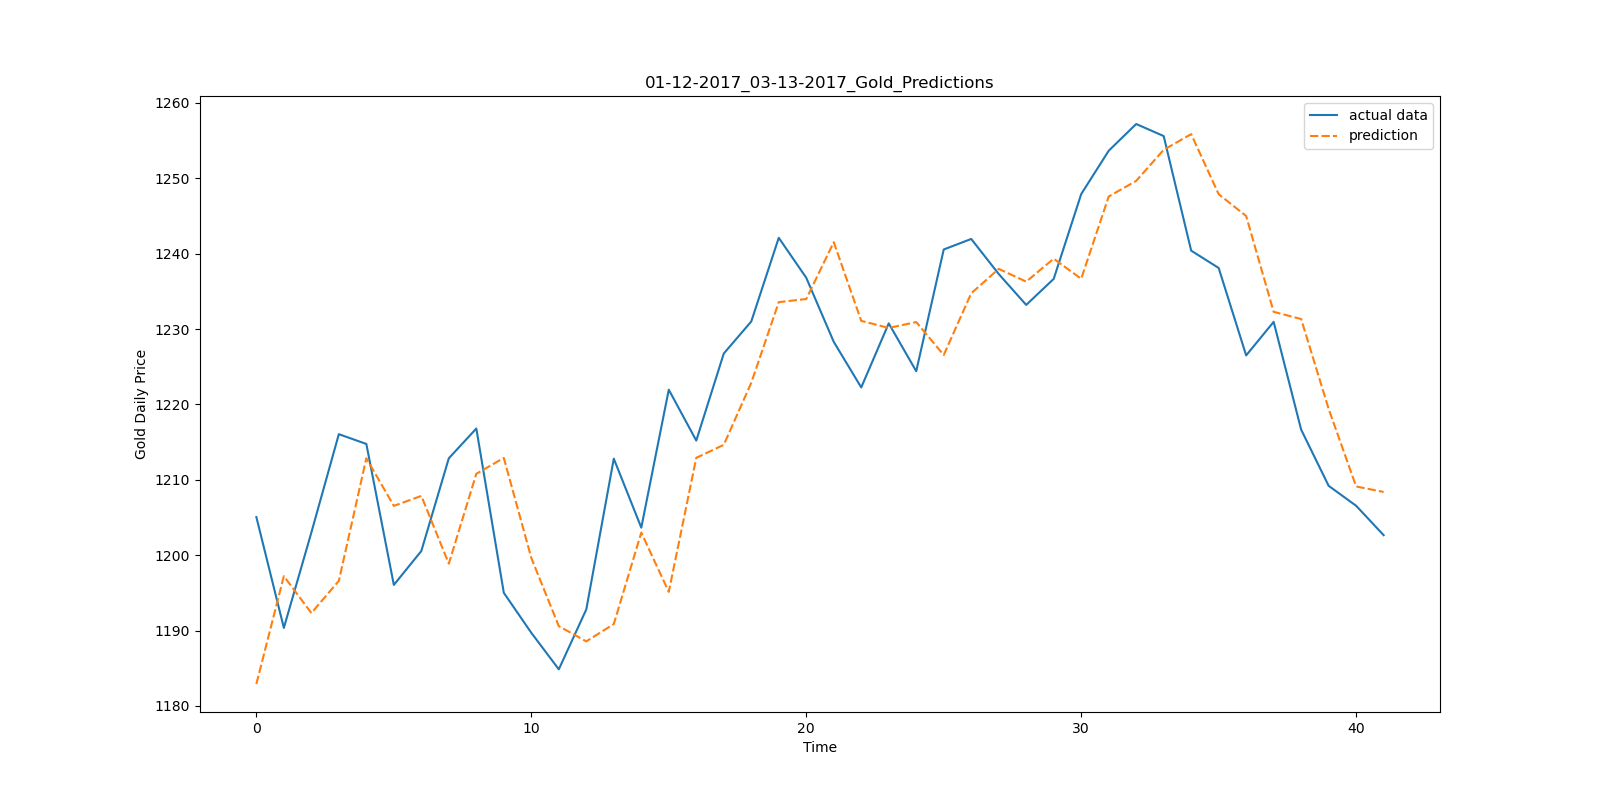 01-12-2017_03-13-2017_Gold_Predictions
actual data
prediction
1260
1250
1240
1230
1220
1210
1200
1190
1180
Gold Daily Price
0 10 20 30 40
Time